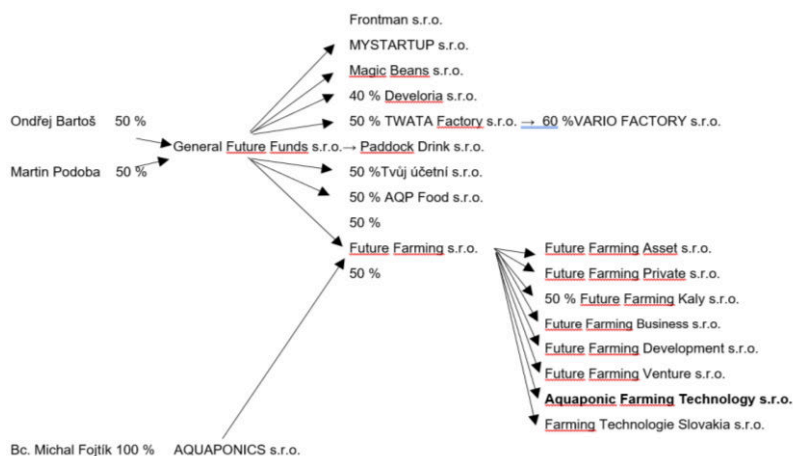 Frontman s.r.o.
MYSTARTUP s.r.o.
Magic Beans s.r.o.
40 % Develoria s.r.o.
Ondřej Bartoš 50 % 50 % TWATA Factory s.r.o. → 60 %VARIO FACTORY s.r.o.
General Future Funds s.r.o.→ Paddock Drink s.r.o.
Martin Podoba 50 % 50 %Tvůj účetní s.r.o.
50 % AQP Food s.r.o.
50 %
Future Farming s.r.o. Future Farming Asset s.r.o.
50 % Future Farming Private s.r.o.
50 % Future Farming Kaly s.r.o.
Future Farming Business s.r.o.
Future Farming Development s.r.o.
Future Farming Venture s.r.o.
Aquaponic Farming Technology s.r.o.
Farming Technologie Slovakia s.r.o.
Bc. Michal Fojtík 100 % AQUAPONICS s.r.o.